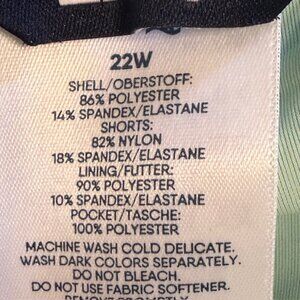 22W
SHELL/OBERSTOFF:
86% POLYESTER
14% SPANDEX/ELASTANE
SHORTS:
82% NYLON
18% SPANDEX/ELASTANE
LINING/FUTTER:
90% POLYESTER
10% SPANDEX/ELASTANE
POCKET/TASCHE:
100% POLYESTER
MACHINE WASH COLD DELICATE.
WASH DARK COLORS SEPARATELY.
DO NOT BLEACH.
DO NOT USE FABRIC SOFTENER.
REMOVE PROMPTLY